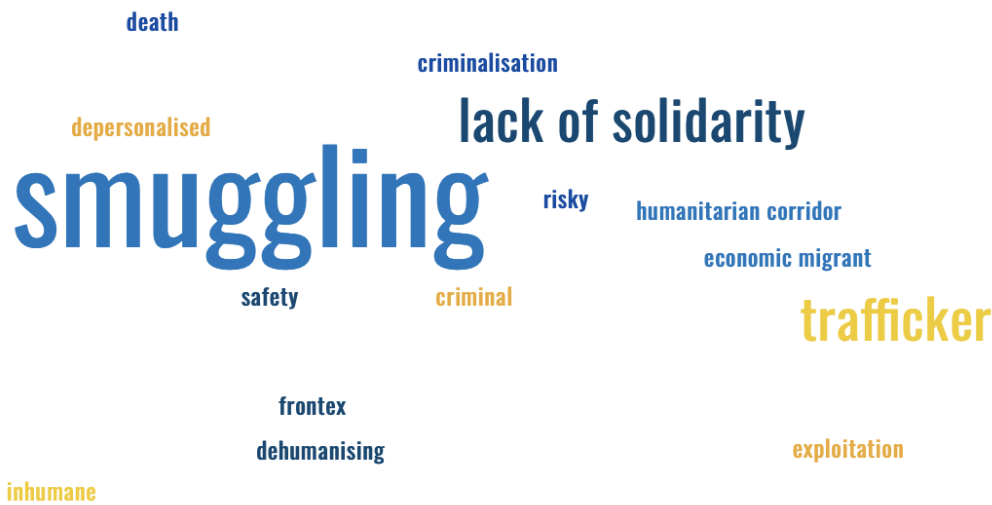 death
criminalisation
lack of solidarity
depersonalised
smuggling
risky
humanitarian corridor
economic migrant
safety
criminal
trafficker
frontex
dehumanising
exploitation
inhumane